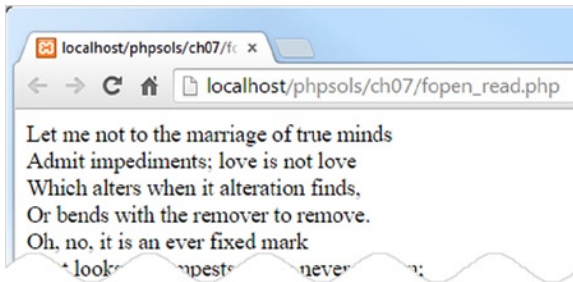 localhost/phpsols/ch07/fc
localhost/phpsols/ch07/fopen_read.php
Let me not to the marriage of true minds
Admit impediments; love is not love
Which alters when it alteration finds,
Or bends with the remover to remove.
Oh, no, it is an ever fixed mark
looks never